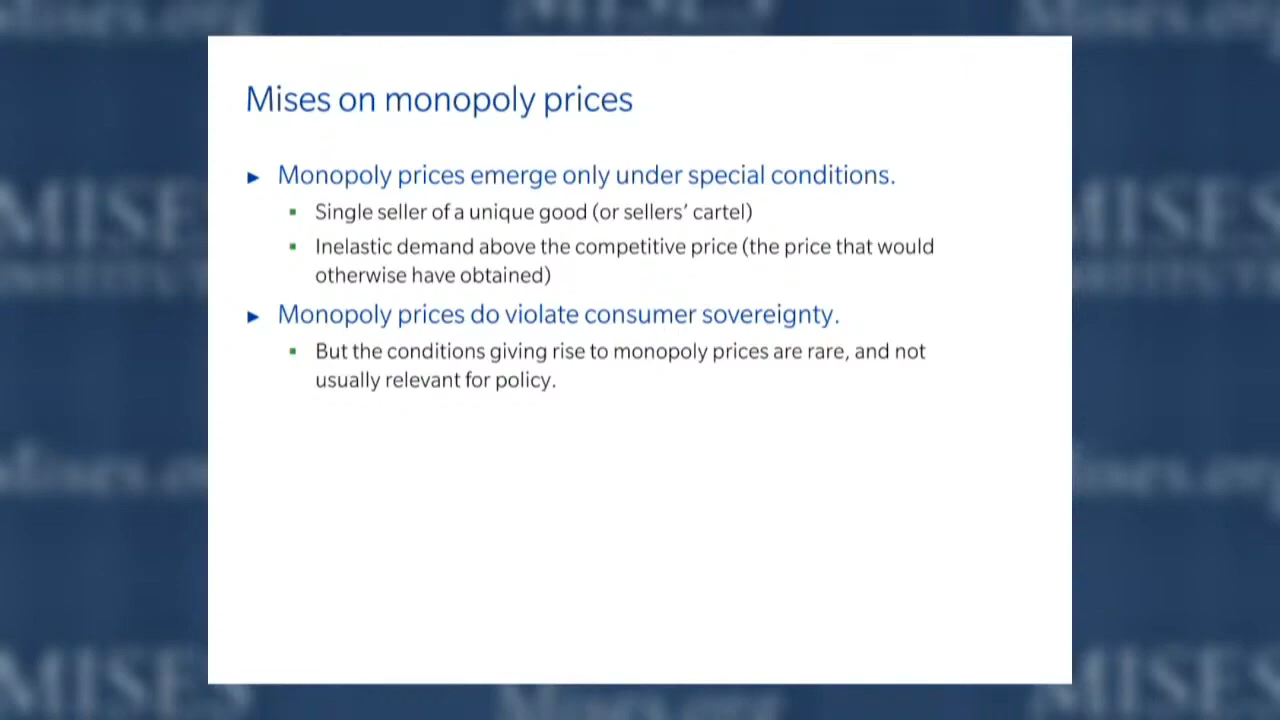 Mises on monopoly prices
► Monopoly prices emerge only under special conditions.
▪ Single seller of a unique good (or sellers’ cartel)
▪ Inelastic demand above the competitive price (the price that would
otherwise have obtained)
► Monopoly prices do violate consumer sovereignty.
▪ But the conditions giving rise to monopoly prices are rare, and not
usually relevant for policy.